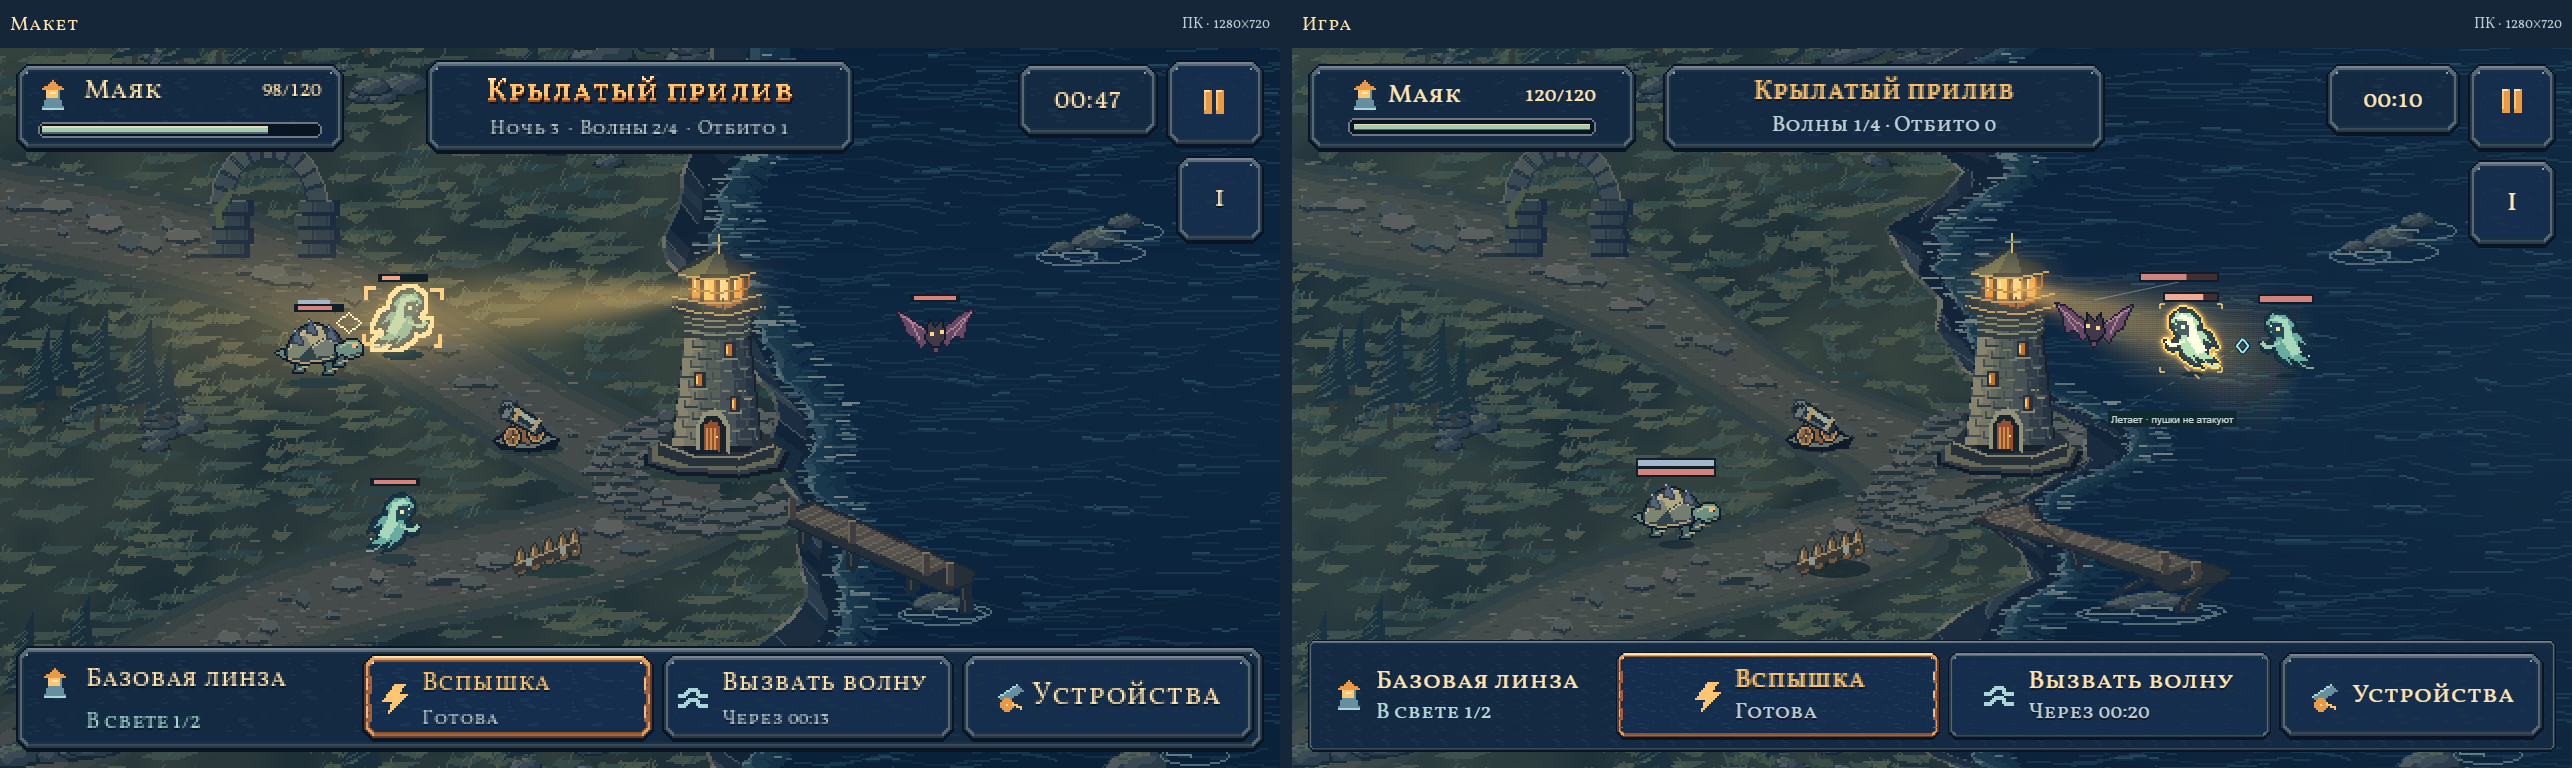 Макет
ПК · 1280×720
Маяк
98/120
Крылатый прилив
Ночь 3 · Волны 2/4 · Отбито 1
00:47
I
Базовая линза
В свете 1/2
Вспышка
Готова
Вызвать волну
Через 00:13
Устройства
Игра
ПК · 1280×720
Маяк
120/120
Крылатый прилив
Волны 1/4 · Отбито 0
00:10
I
Летает · пушки не атакуют
Базовая линза
В свете 1/2
Вспышка
Готова
Вызвать волну
Через 00:20
Устройства